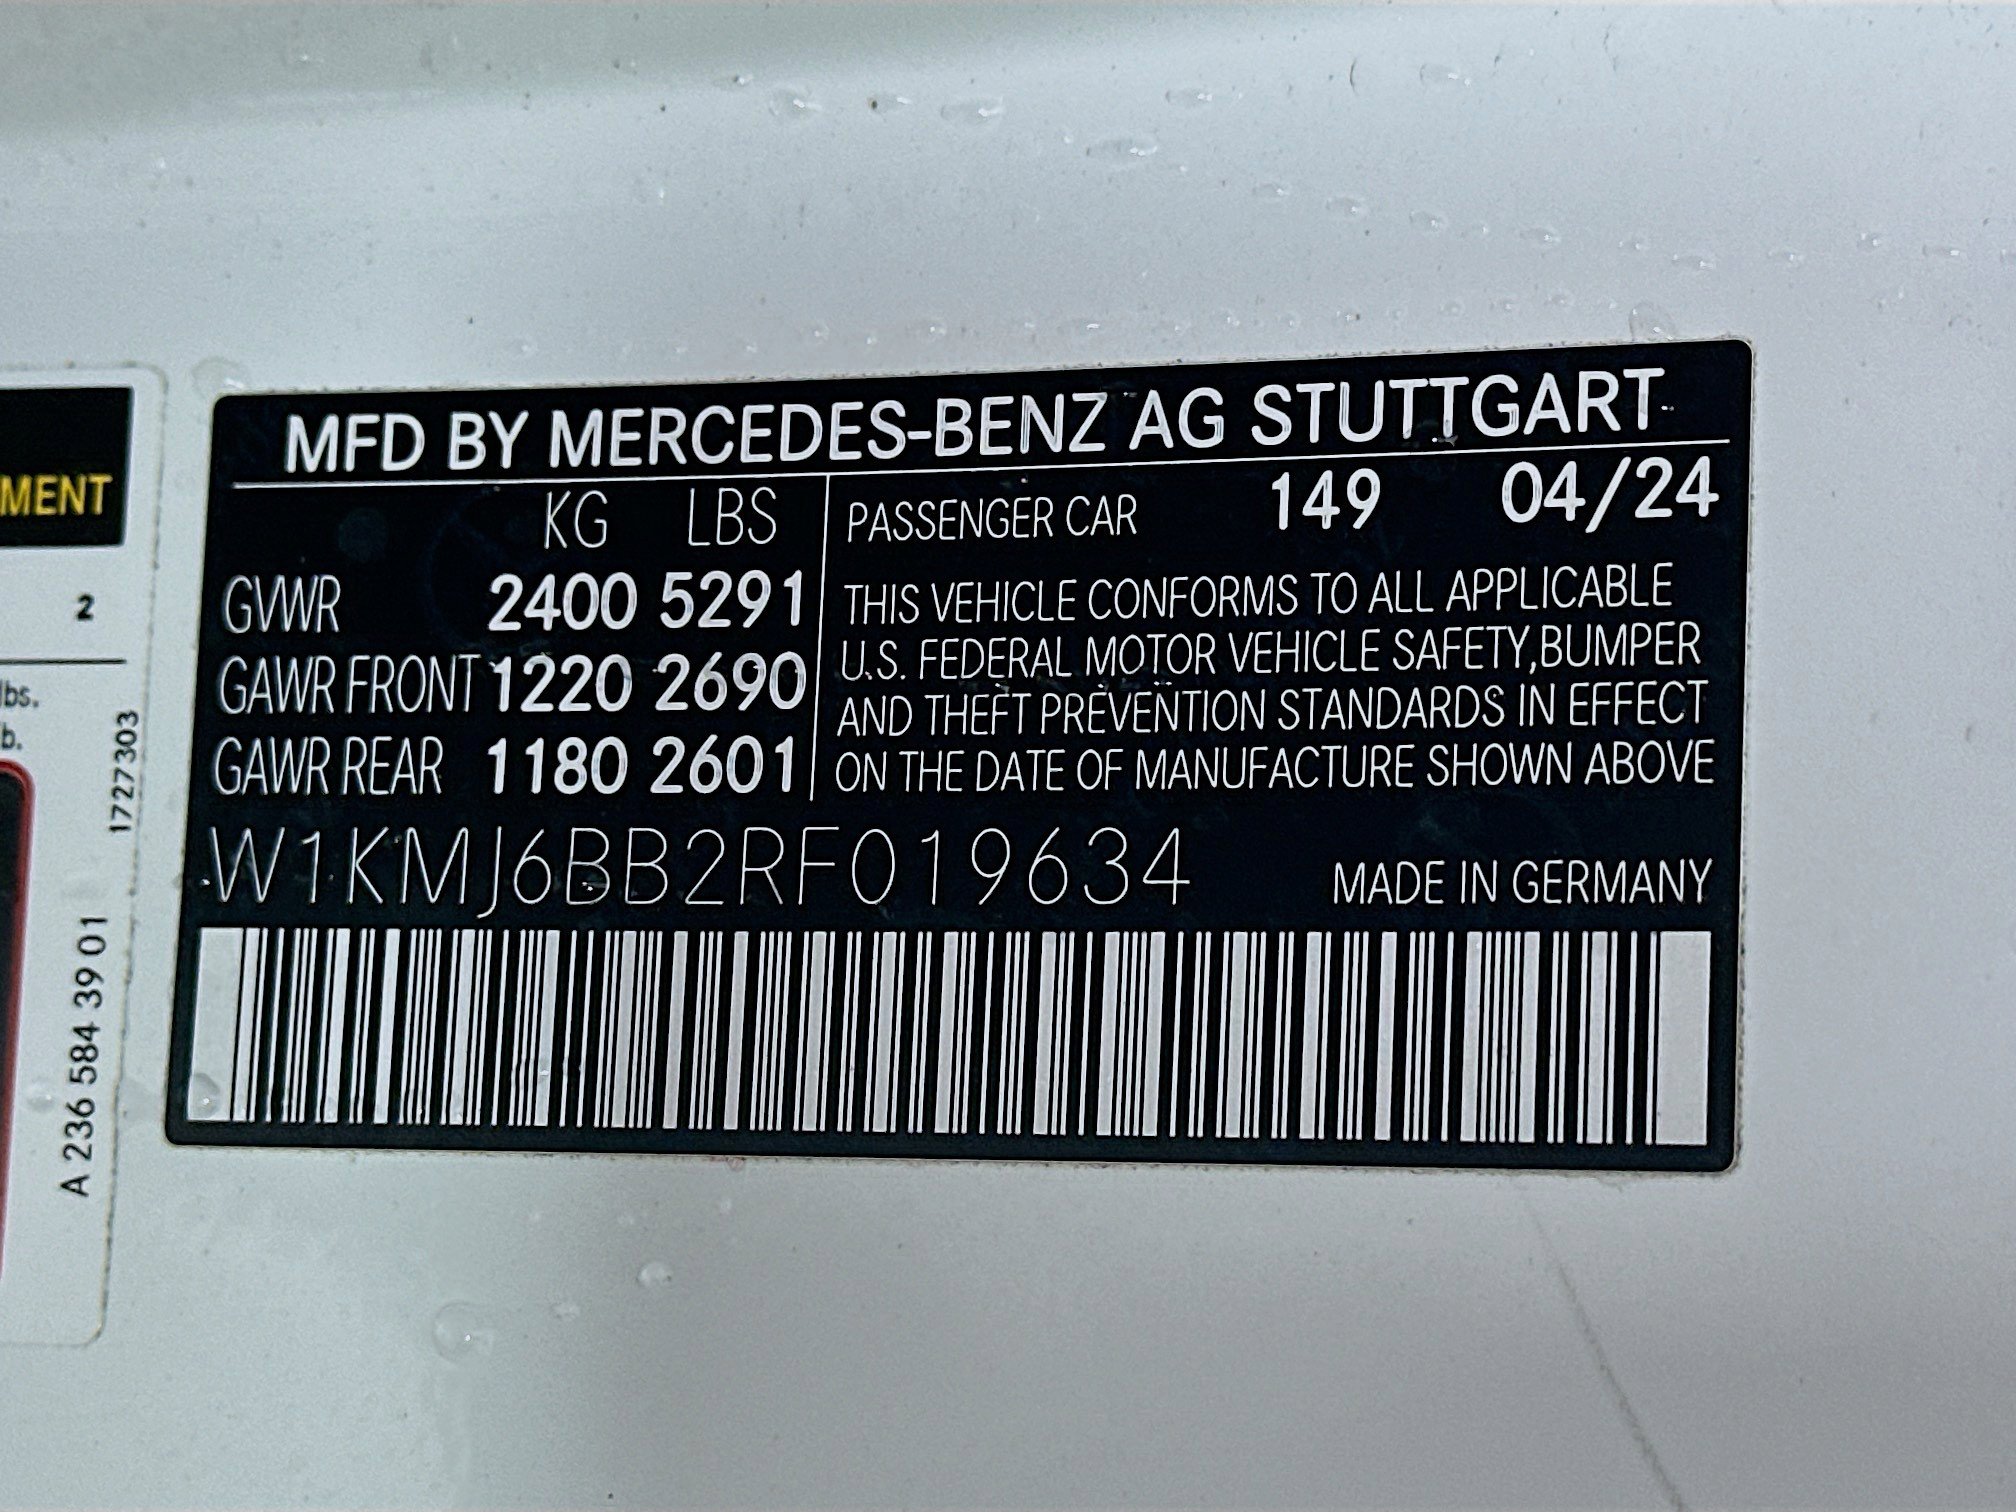 MENT
2
lbs.
b.
1727303
A 236 584 39 01
MFD BY MERCEDES-BENZ AG STUTTGART
KG LBS
GVWR 2400 5291
GAWR FRONT 1220 2690
GAWR REAR 1180 2601
PASSENGER CAR 149 04/24
THIS VEHICLE CONFORMS TO ALL APPLICABLE
U.S. FEDERAL MOTOR VEHICLE SAFETY,BUMPER
AND THEFT PREVENTION STANDARDS IN EFFECT
ON THE DATE OF MANUFACTURE SHOWN ABOVE
W1KMJ6BB2RF019634
MADE IN GERMANY